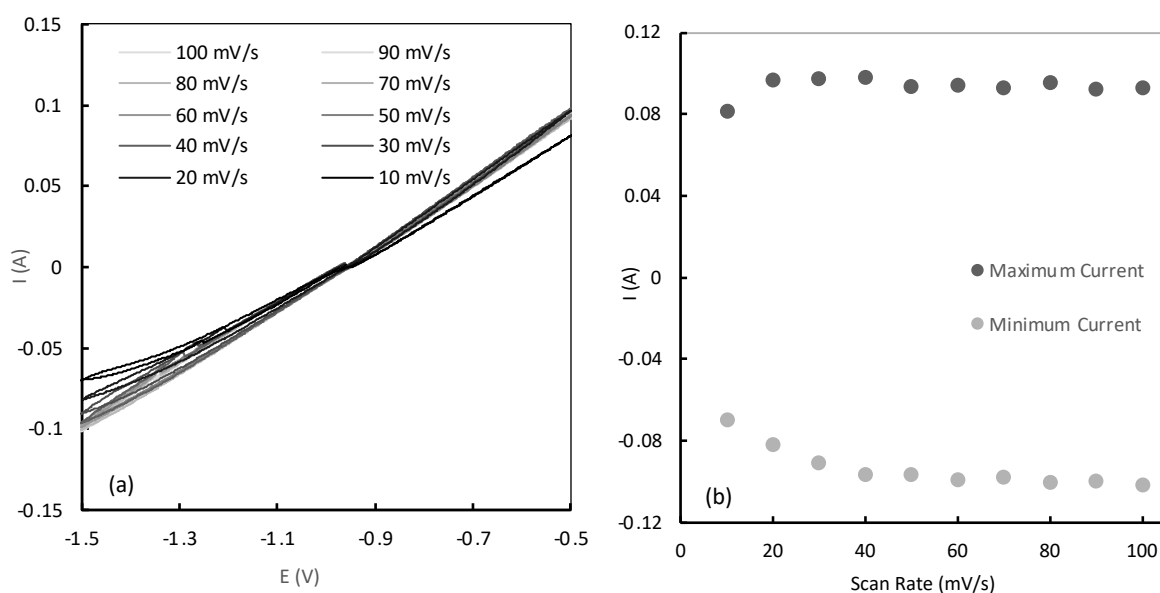 0.15
0.1
0.05
0
-0.05
-0.1
-0.15
I (A)
100 mV/s 90 mV/s
80 mV/s 70 mV/s
60 mV/s 50 mV/s
40 mV/s 30 mV/s
20 mV/s 10 mV/s
(a)
-1.5 -1.3 -1.1 -0.9 -0.7 -0.5
E (V)
0.12
0.08
0.04
0
-0.04
-0.08
-0.12
I (A)
Maximum Current
Minimum Current
(b)
0 20 40 60 80 100
Scan Rate (mV/s)